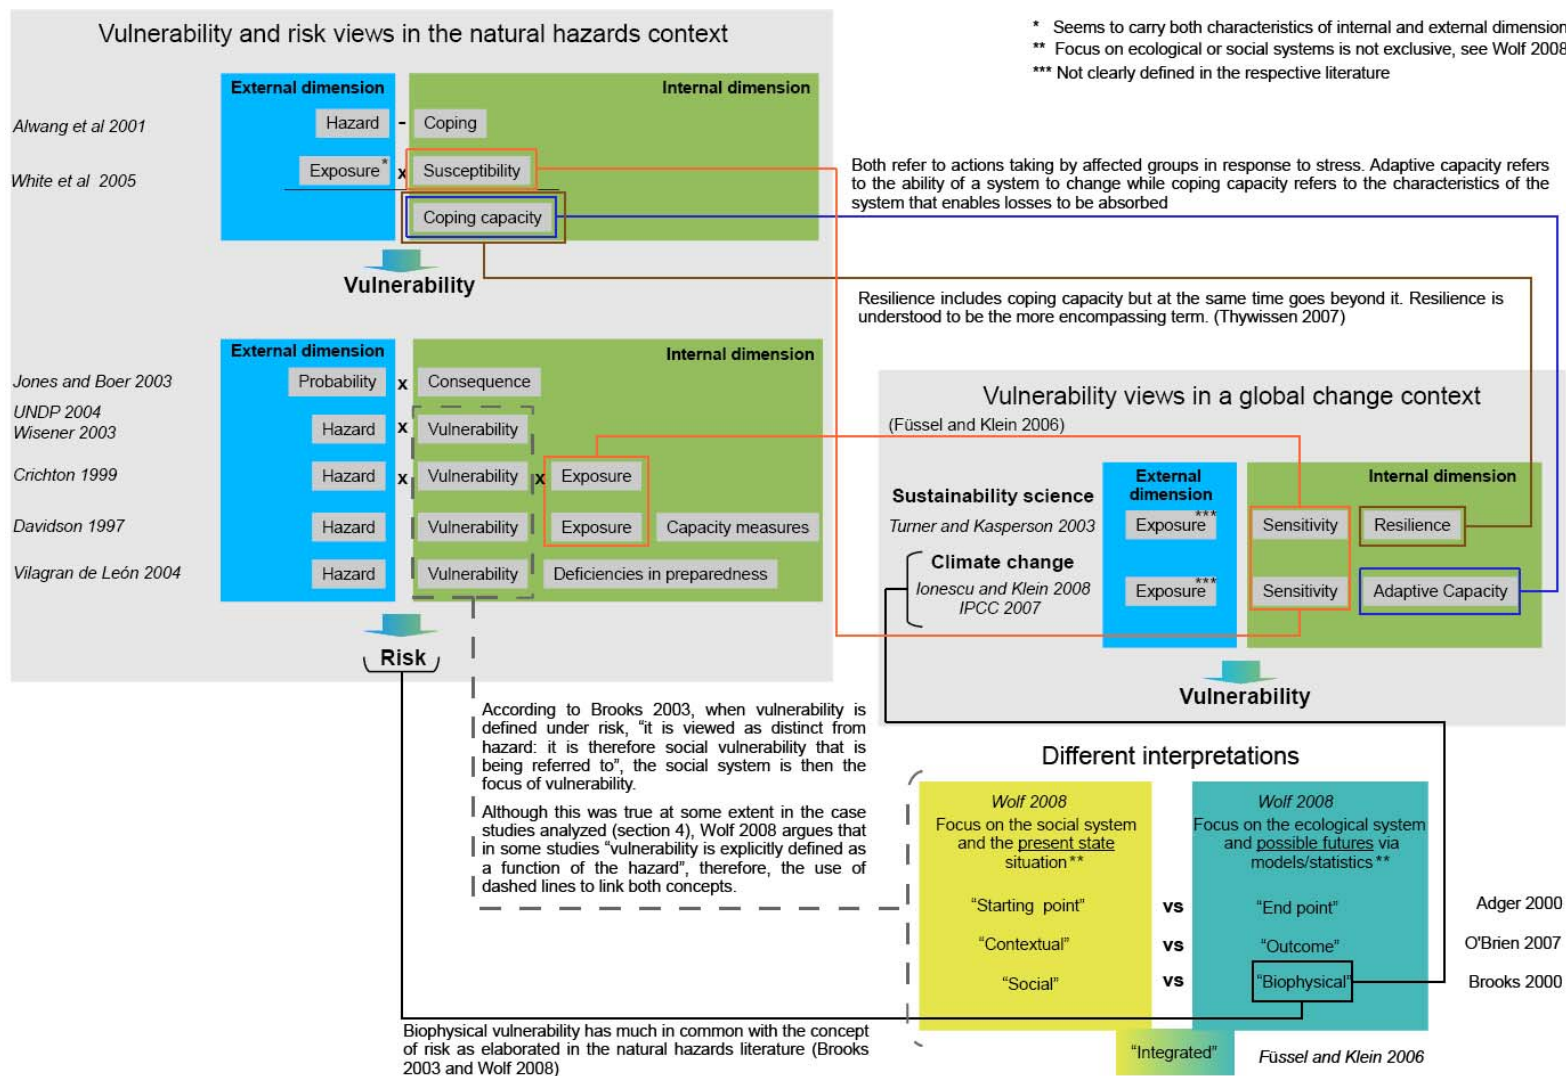 Vulnerability and risk views in the natural hazards context
* Seems to carry both characteristics of internal and external dimension
** Focus on ecological or social systems is not exclusive, see Wolf 2008
*** Not clearly defined in the respective literature
External dimension
Internal dimension
Alwang et al 2001
Hazard - Coping
White et al 2005
Exposure* x Susceptibility
Coping capacity
Vulnerability
Both refer to actions taking by affected groups in response to stress. Adaptive capacity refers
to the ability of a system to change while coping capacity refers to the characteristics of the
system that enables losses to be absorbed
Resilience includes coping capacity but at the same time goes beyond it. Resilience is
understood to be the more encompassing term. (Thywissen 2007)
External dimension
Internal dimension
Jones and Boer 2003
Probability x Consequence
UNDP 2004
Wisener 2003
Hazard x Vulnerability
Crichton 1999
Hazard x Vulnerability x Exposure
Davidson 1997
Hazard Vulnerability Exposure Capacity measures
Vilagran de León 2004
Hazard Vulnerability Deficiencies in preparedness
Risk
Vulnerability views in a global change context
(Füssel and Klein 2006)
External
dimension
Internal dimension
Sustainability science
Turner and Kasperson 2003
Exposure*** Sensitivity Resilience
Climate change
Ionescu and Klein 2008
IPCC 2007
Exposure*** Sensitivity Adaptive Capacity
Vulnerability
According to Brooks 2003, when vulnerability is
defined under risk, “it is viewed as distinct from
hazard: it is therefore social vulnerability that is
being referred to”, the social system is then the
focus of vulnerability.
Although this was true at some extent in the case
studies analyzed (section 4), Wolf 2008 argues that
in some studies “vulnerability is explicitly defined as
a function of the hazard”, therefore, the use of
dashed lines to link both concepts.
Different interpretations
Wolf 2008
Focus on the social system
and the present state
situation**
Wolf 2008
Focus on the ecological system
and possible futures via
models/statistics**
“Starting point” vs “End point” Adger 2000
“Contextual” vs “Outcome” O'Brien 2007
“Social” vs “Biophysical” Brooks 2000
“Integrated” Füssel and Klein 2006
Biophysical vulnerability has much in common with the concept
of risk as elaborated in the natural hazards literature (Brooks
2003 and Wolf 2008)